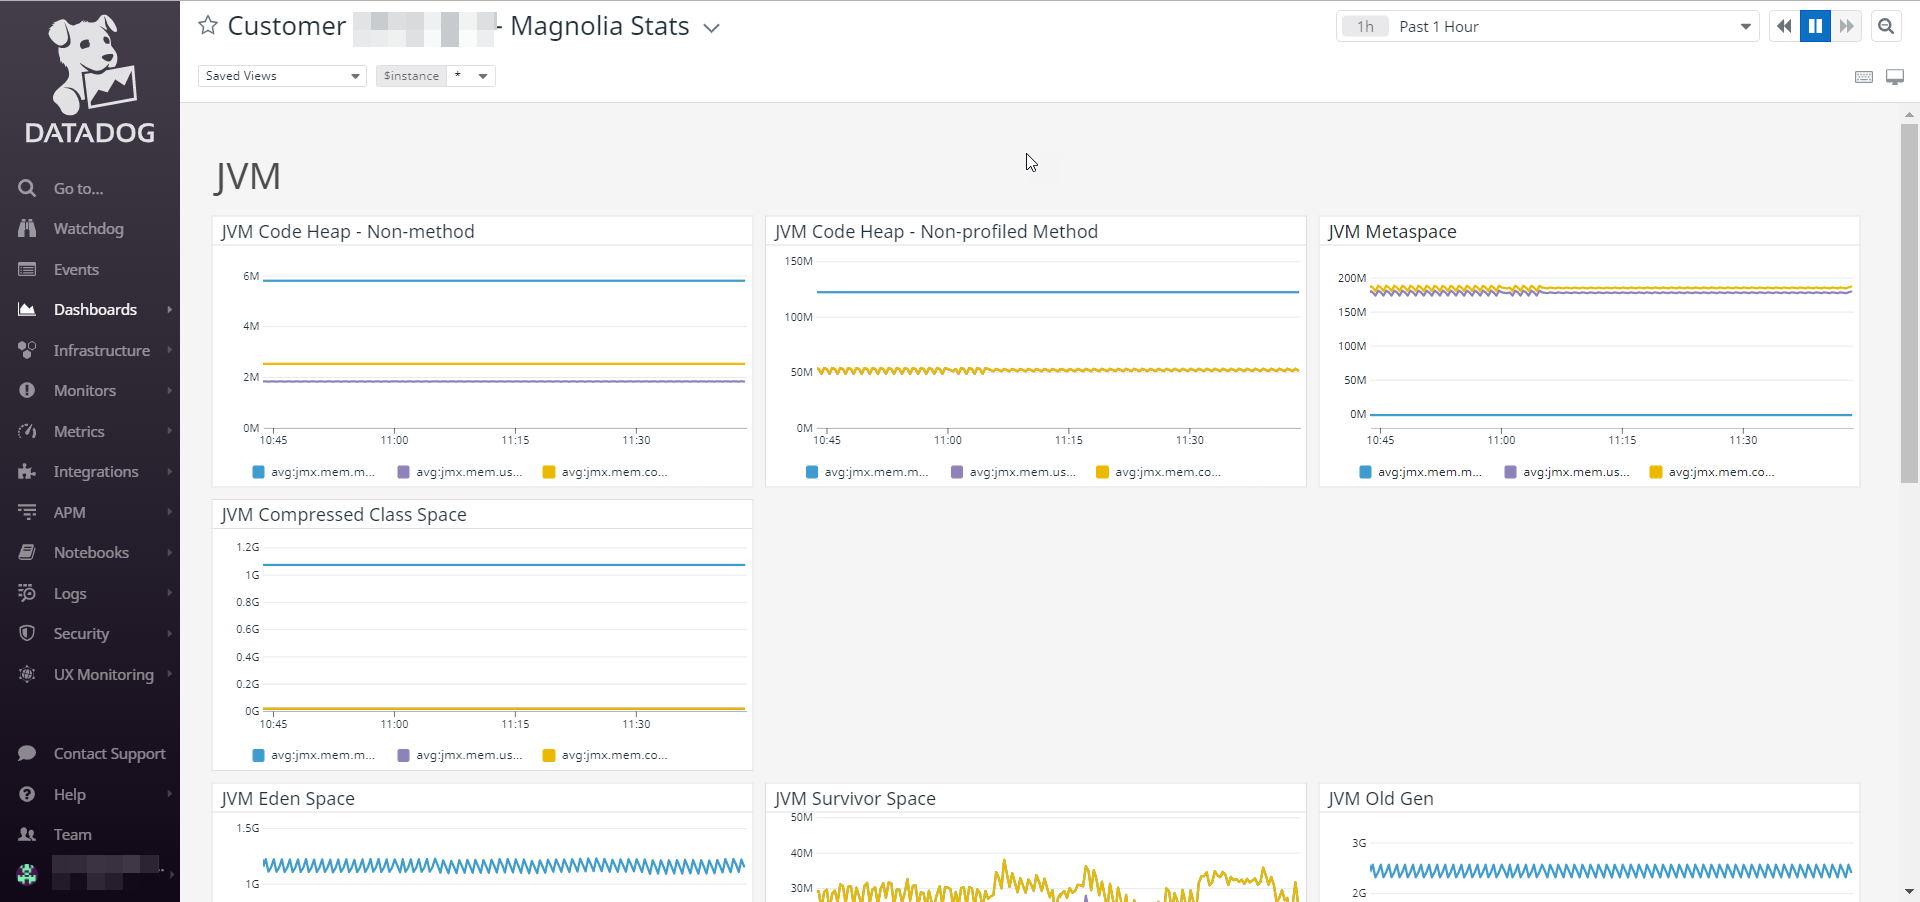 DATADOG
Go to...
Watchdog
Events
Dashboards
Infrastructure
Monitors
Metrics
Integrations
APM
Notebooks
Logs
Security
UX Monitoring
Contact Support
Help
Team
Customer - Magnolia Stats
1h Past 1 Hour
Saved Views $instance *
JVM
JVM Code Heap - Non-method
6M
4M
2M
0M
10:45 11:00 11:15 11:30
avg:jmx.mem.m... avg:jmx.mem.us... avg:jmx.mem.co...
JVM Code Heap - Non-profiled Method
150M
100M
50M
0M
10:45 11:00 11:15 11:30
avg:jmx.mem.m... avg:jmx.mem.us... avg:jmx.mem.co...
JVM Metaspace
200M
150M
100M
50M
0M
10:45 11:00 11:15 11:30
avg:jmx.mem.m... avg:jmx.mem.us... avg:jmx.mem.co...
JVM Compressed Class Space
1.2G
1G
0.8G
0.6G
0.4G
0.2G
0G
10:45 11:00 11:15 11:30
avg:jmx.mem.m... avg:jmx.mem.us... avg:jmx.mem.co...
JVM Eden Space
1.5G
1G
JVM Survivor Space
50M
40M
30M
JVM Old Gen
3G
2G